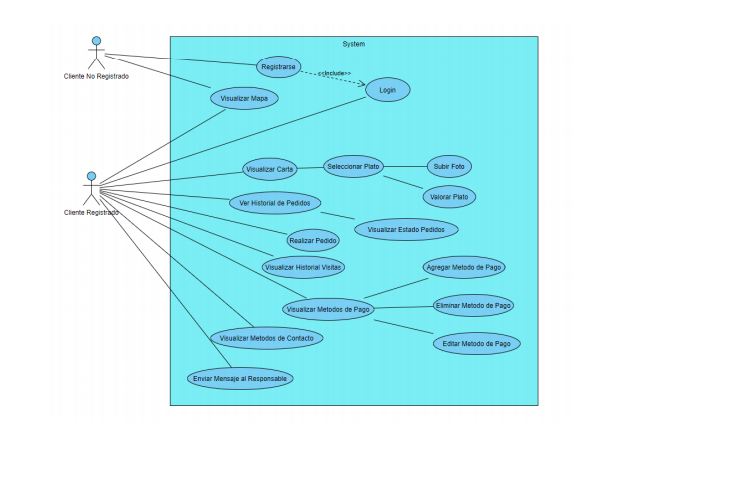 System
Cliente No Registrado
Registrarse
<<Include>>
Login
Visualizar Mapa
Visualizar Carta
Seleccionar Plato
Subir Foto
Valorar Plato
Cliente Registrado
Ver Historial de Pedidos
Visualizar Estado Pedidos
Realizar Pedido
Visualizar Historial Visitas
Agregar Metodo de Pago
Visualizar Metodos de Pago
Eliminar Metodo de Pago
Visualizar Metodos de Contacto
Editar Metodo de Pago
Enviar Mensaje al Responsable